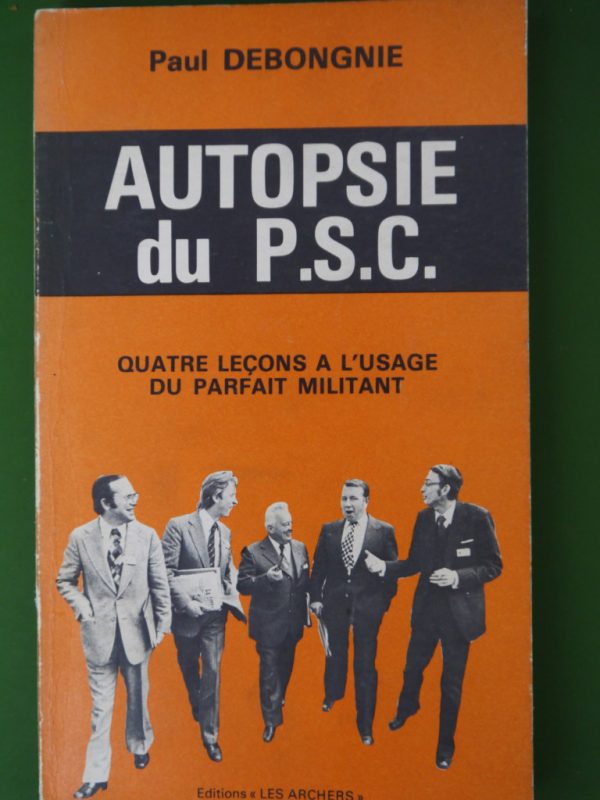 Paul DEBONGNIE
AUTOPSIE
du P.S.C.
QUATRE LEÇONS A L'USAGE
DU PARFAIT MILITANT
Editions « LES ARCHERS »